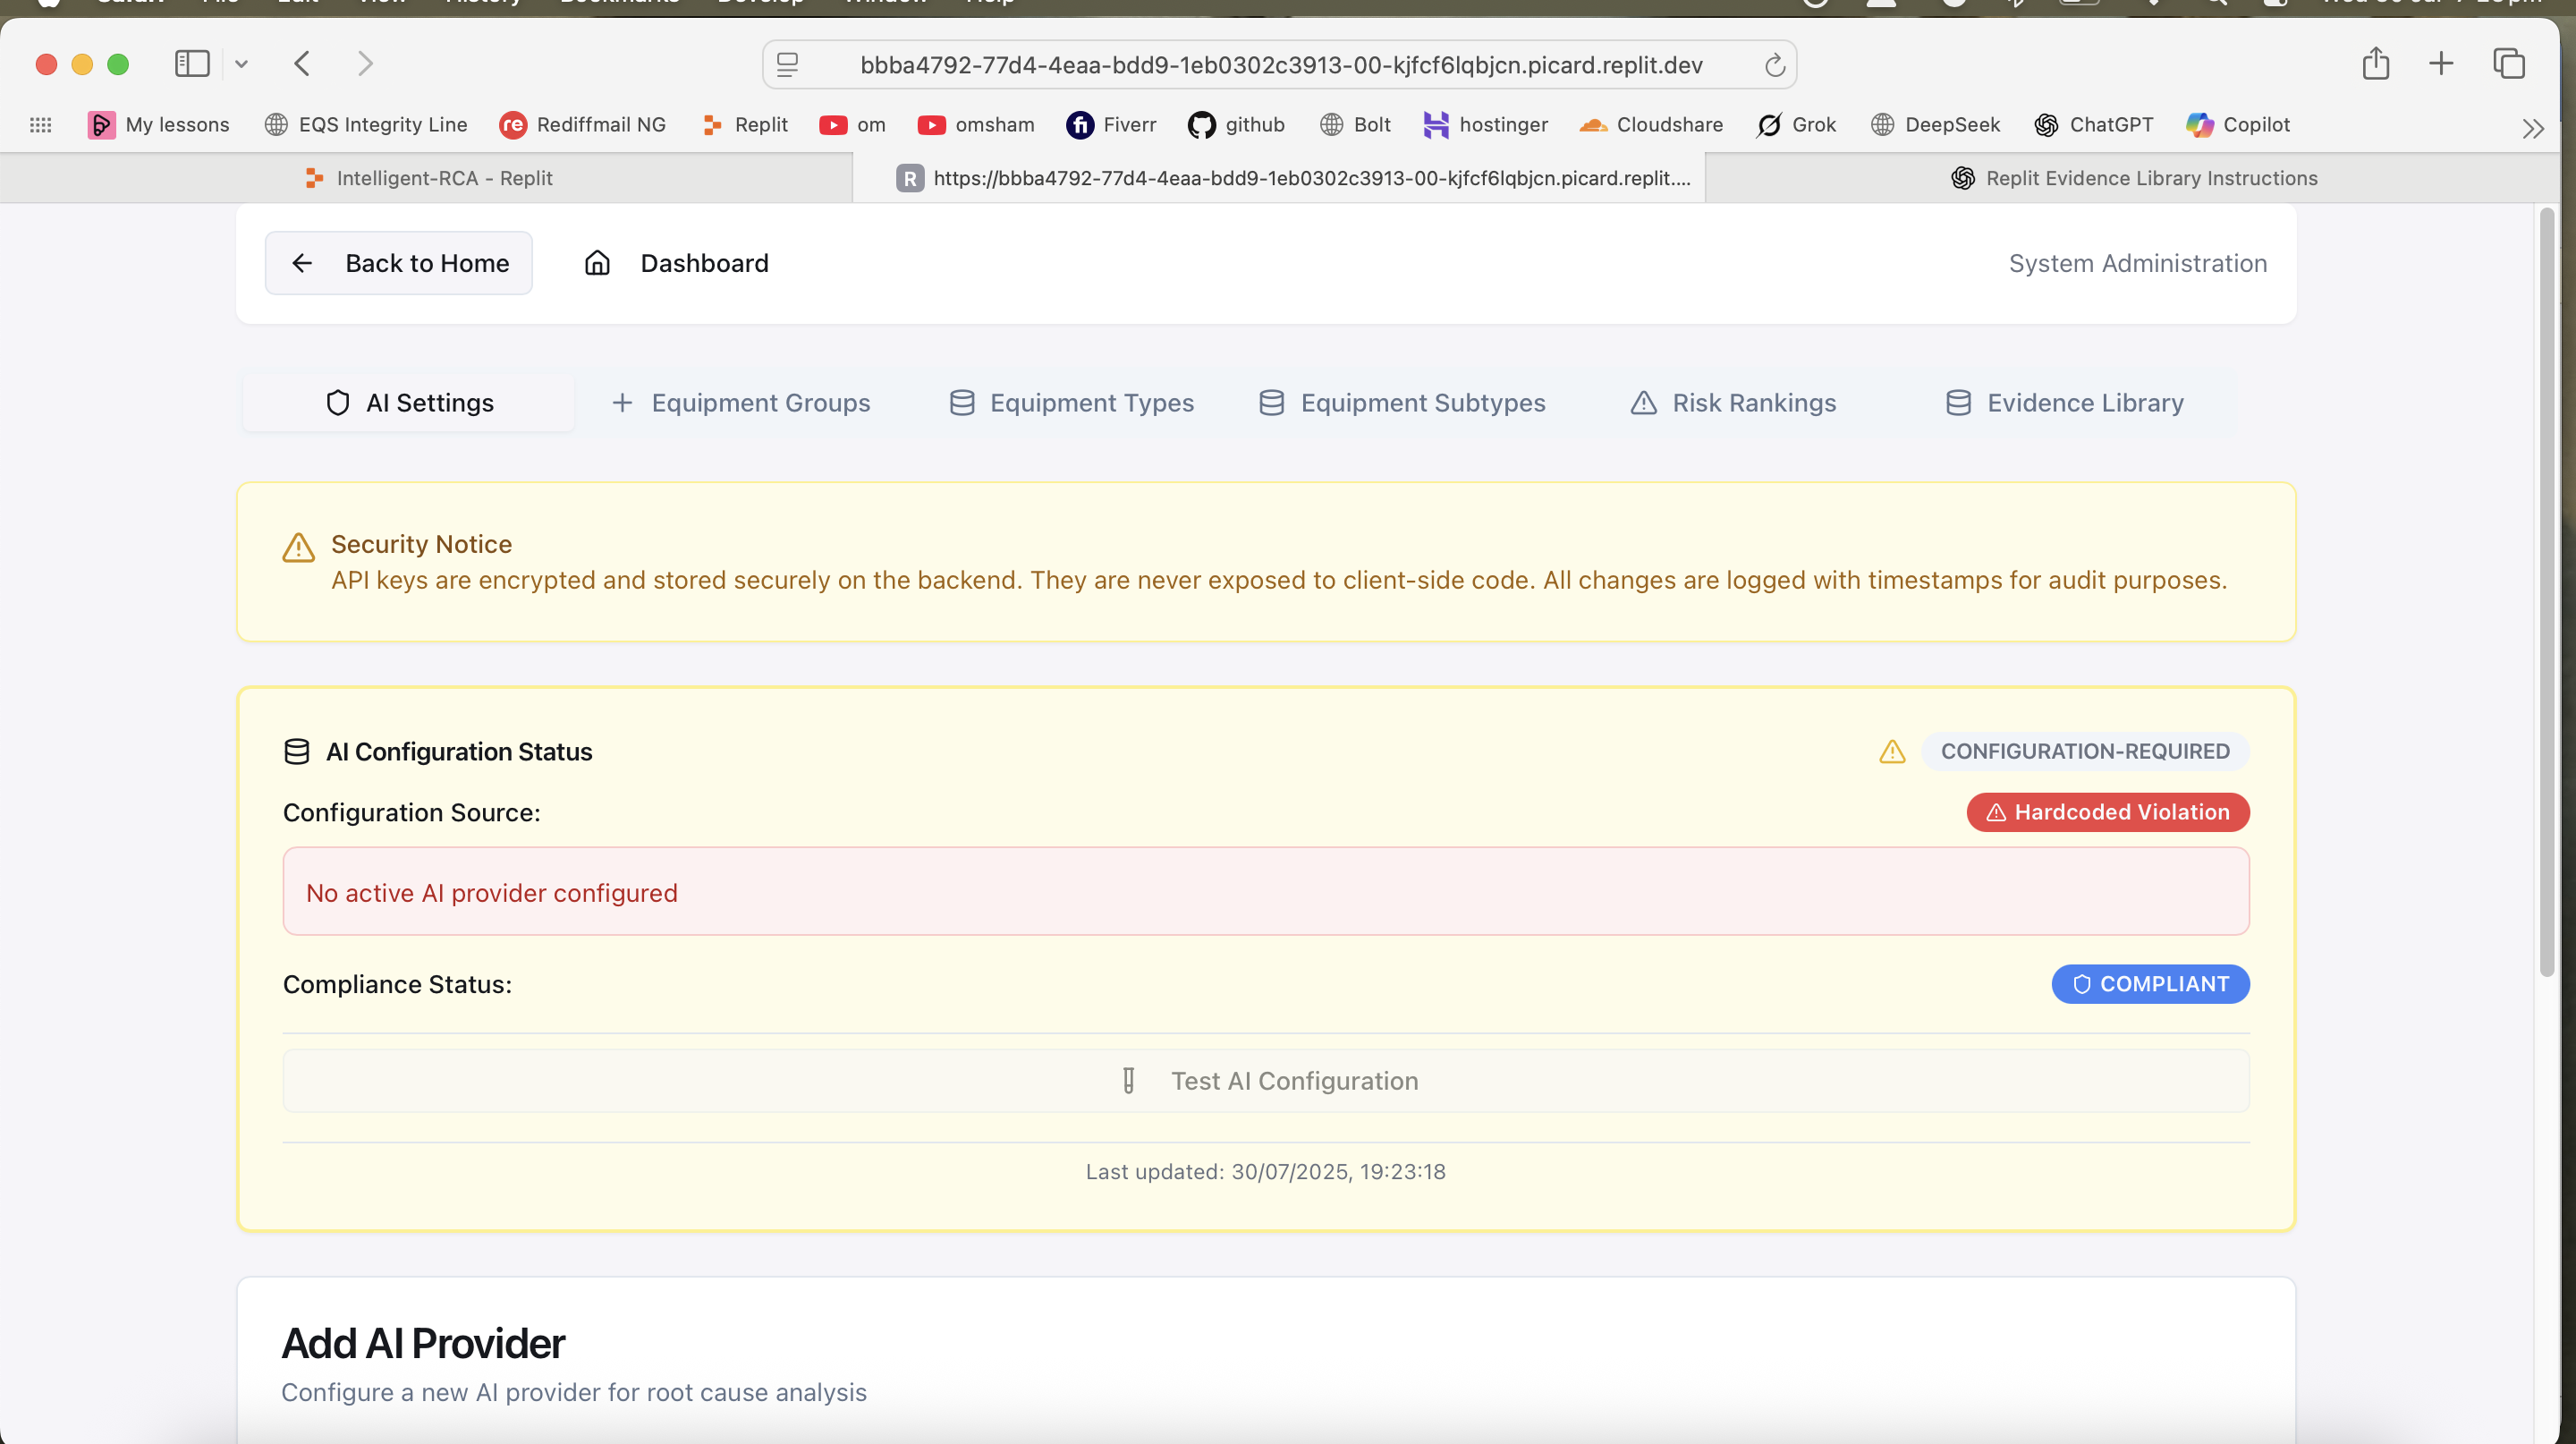 bbba4792-77d4-4eaa-bdd9-1eb0302c3913-00-kjfcf6lqbjcn.picard.replit.dev
My lessons EQS Integrity Line Rediffmail NG Replit om omsham Fiverr github Bolt hostinger Cloudshare Grok DeepSeek ChatGPT Copilot
Intelligent-RCA - Replit
R https://bbba4792-77d4-4eaa-bdd9-1eb0302c3913-00-kjfcf6lqbjcn.picard.replit....
Replit Evidence Library Instructions
Back to Home Dashboard System Administration
AI Settings Equipment Groups Equipment Types Equipment Subtypes Risk Rankings Evidence Library
Security Notice
API keys are encrypted and stored securely on the backend. They are never exposed to client-side code. All changes are logged with timestamps for audit purposes.
AI Configuration Status CONFIGURATION-REQUIRED
Configuration Source: Hardcoded Violation
No active AI provider configured
Compliance Status: COMPLIANT
Test AI Configuration
Last updated: 30/07/2025, 19:23:18
Add AI Provider
Configure a new AI provider for root cause analysis